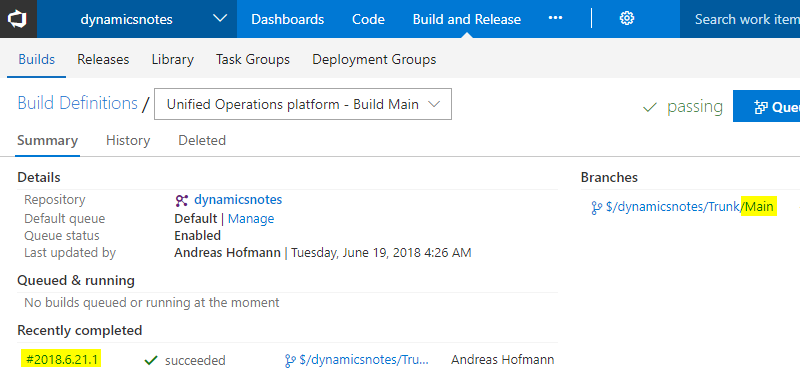 dynamicsnotes Dashboards Code Build and Release ••• Search work item
Builds Releases Library Task Groups Deployment Groups
Build Definitions / Unified Operations platform - Build Main passing Que
Summary History Deleted
Details
Repository dynamicsnotes
Default queue Default | Manage
Queue status Enabled
Last updated by Andreas Hofmann | Tuesday, June 19, 2018 4:26 AM
Branches
$/dynamicsnotes/Trunk/Main
Queued & running
No builds queued or running at the moment
Recently completed
#2018.6.21.1 succeeded $/dynamicsnotes/Tru... Andreas Hofmann